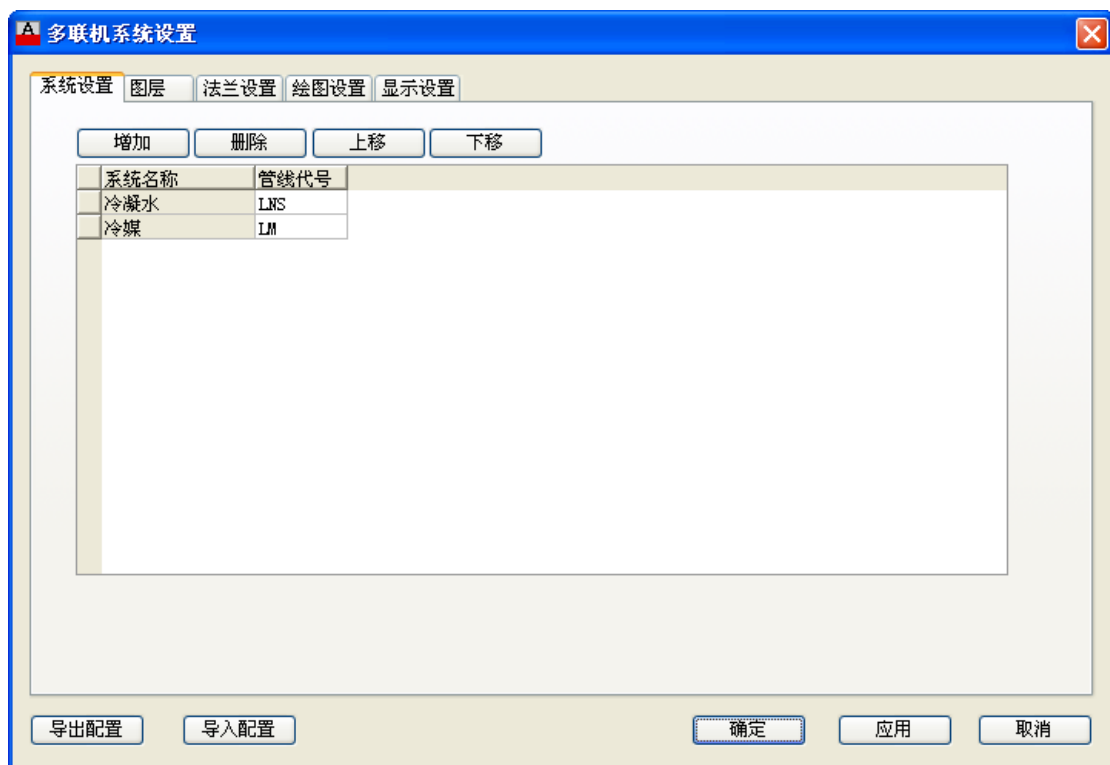 多联机系统设置
系统设置 图层 法兰设置 绘图设置 显示设置
增加 删除 上移 下移
系统名称 管线代号
冷凝水 LNS
冷媒 LM
导出配置 导入配置 确定 应用 取消